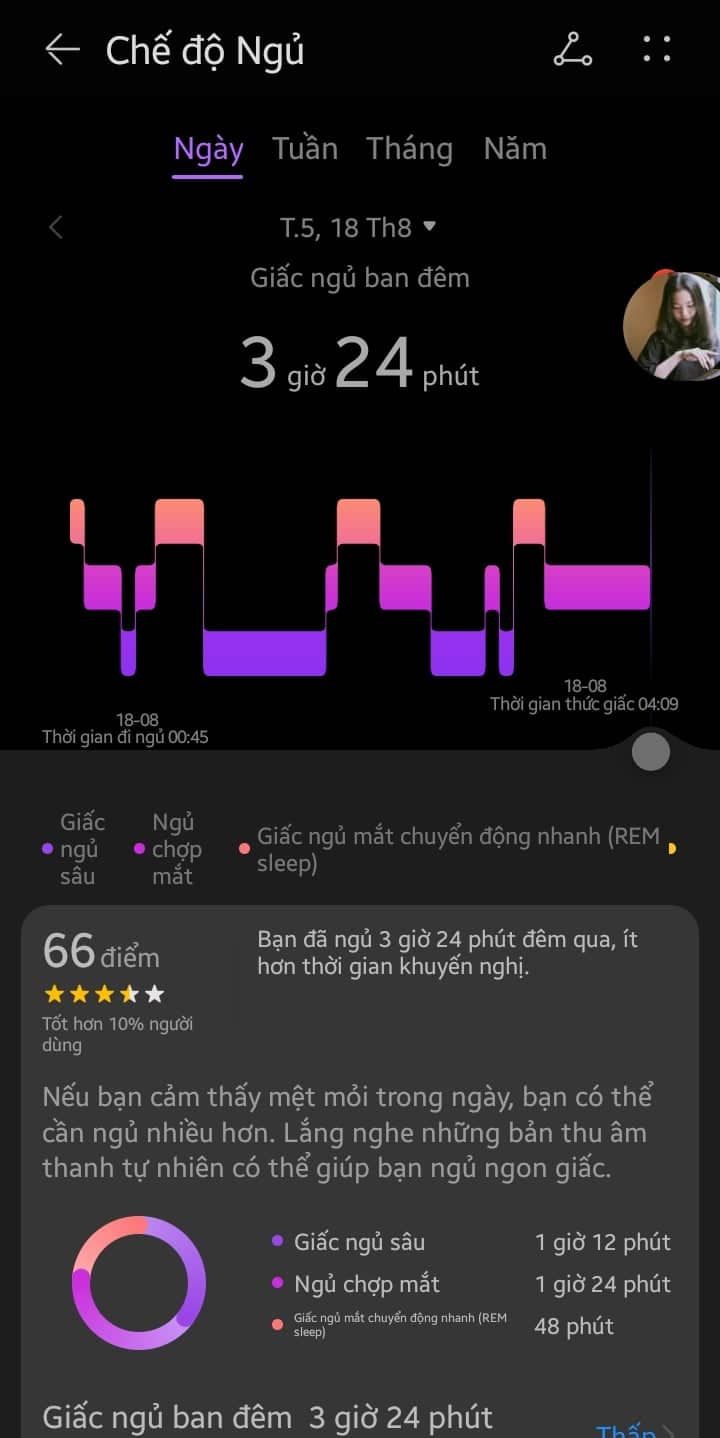 Chế độ Ngủ
Ngày Tuần Tháng Năm
T.5, 18 Th8
Giấc ngủ ban đêm
3 giờ 24 phút
18-08
Thời gian thức giấc 04:09
18-08
Thời gian đi ngủ 00:45
Giấc
ngủ
sâu
Ngủ
chợp
mắt
Giấc ngủ mắt chuyển động nhanh (REM
sleep)
66 điểm
Tốt hơn 10% người
dùng
Bạn đã ngủ 3 giờ 24 phút đêm qua, ít
hơn thời gian khuyến nghị.
Nếu bạn cảm thấy mệt mỏi trong ngày, bạn có thể
cần ngủ nhiều hơn. Lắng nghe những bản thu âm
thanh tự nhiên có thể giúp bạn ngủ ngon giấc.
Giấc ngủ sâu 1 giờ 12 phút
Ngủ chợp mắt 1 giờ 24 phút
Giấc ngủ mắt chuyển động nhanh (REM
sleep) 48 phút
Giấc ngủ ban đêm 3 giờ 24 phút
Thấp